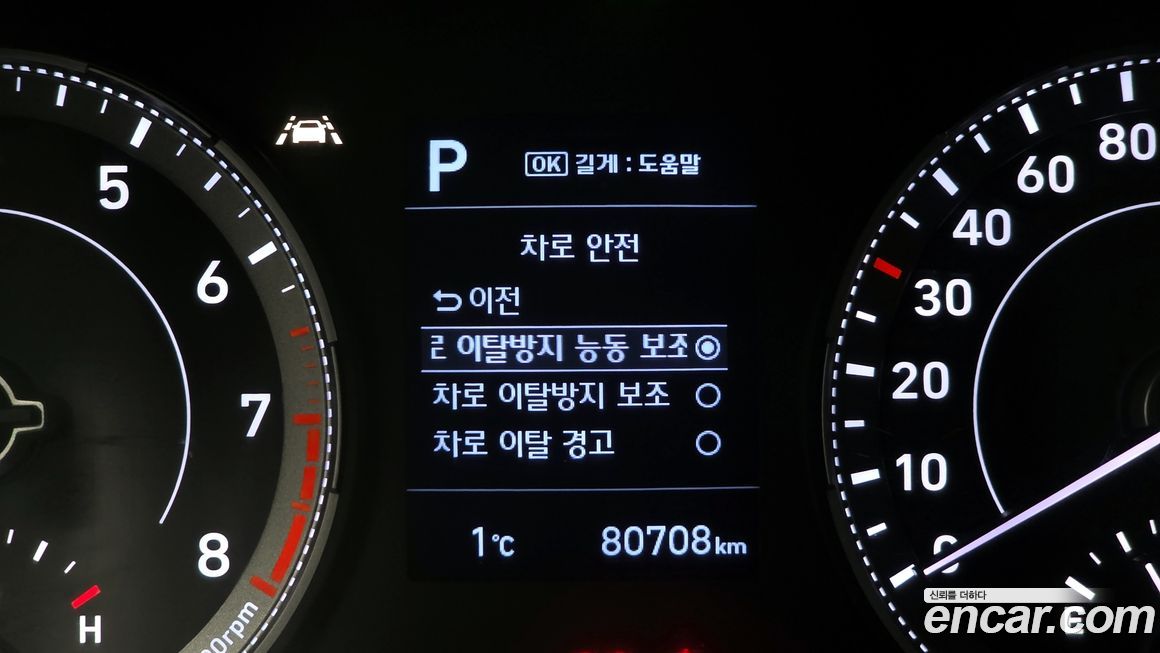 P
OK 길게 : 도움말
차로 안전
이전
이탈방지 능동 보조
차로 이탈방지 보조
차로 이탈 경고
1℃ 80708km
5
6
7
8
H
80
60
40
30
20
10
0
신뢰를 더하다
encar.com